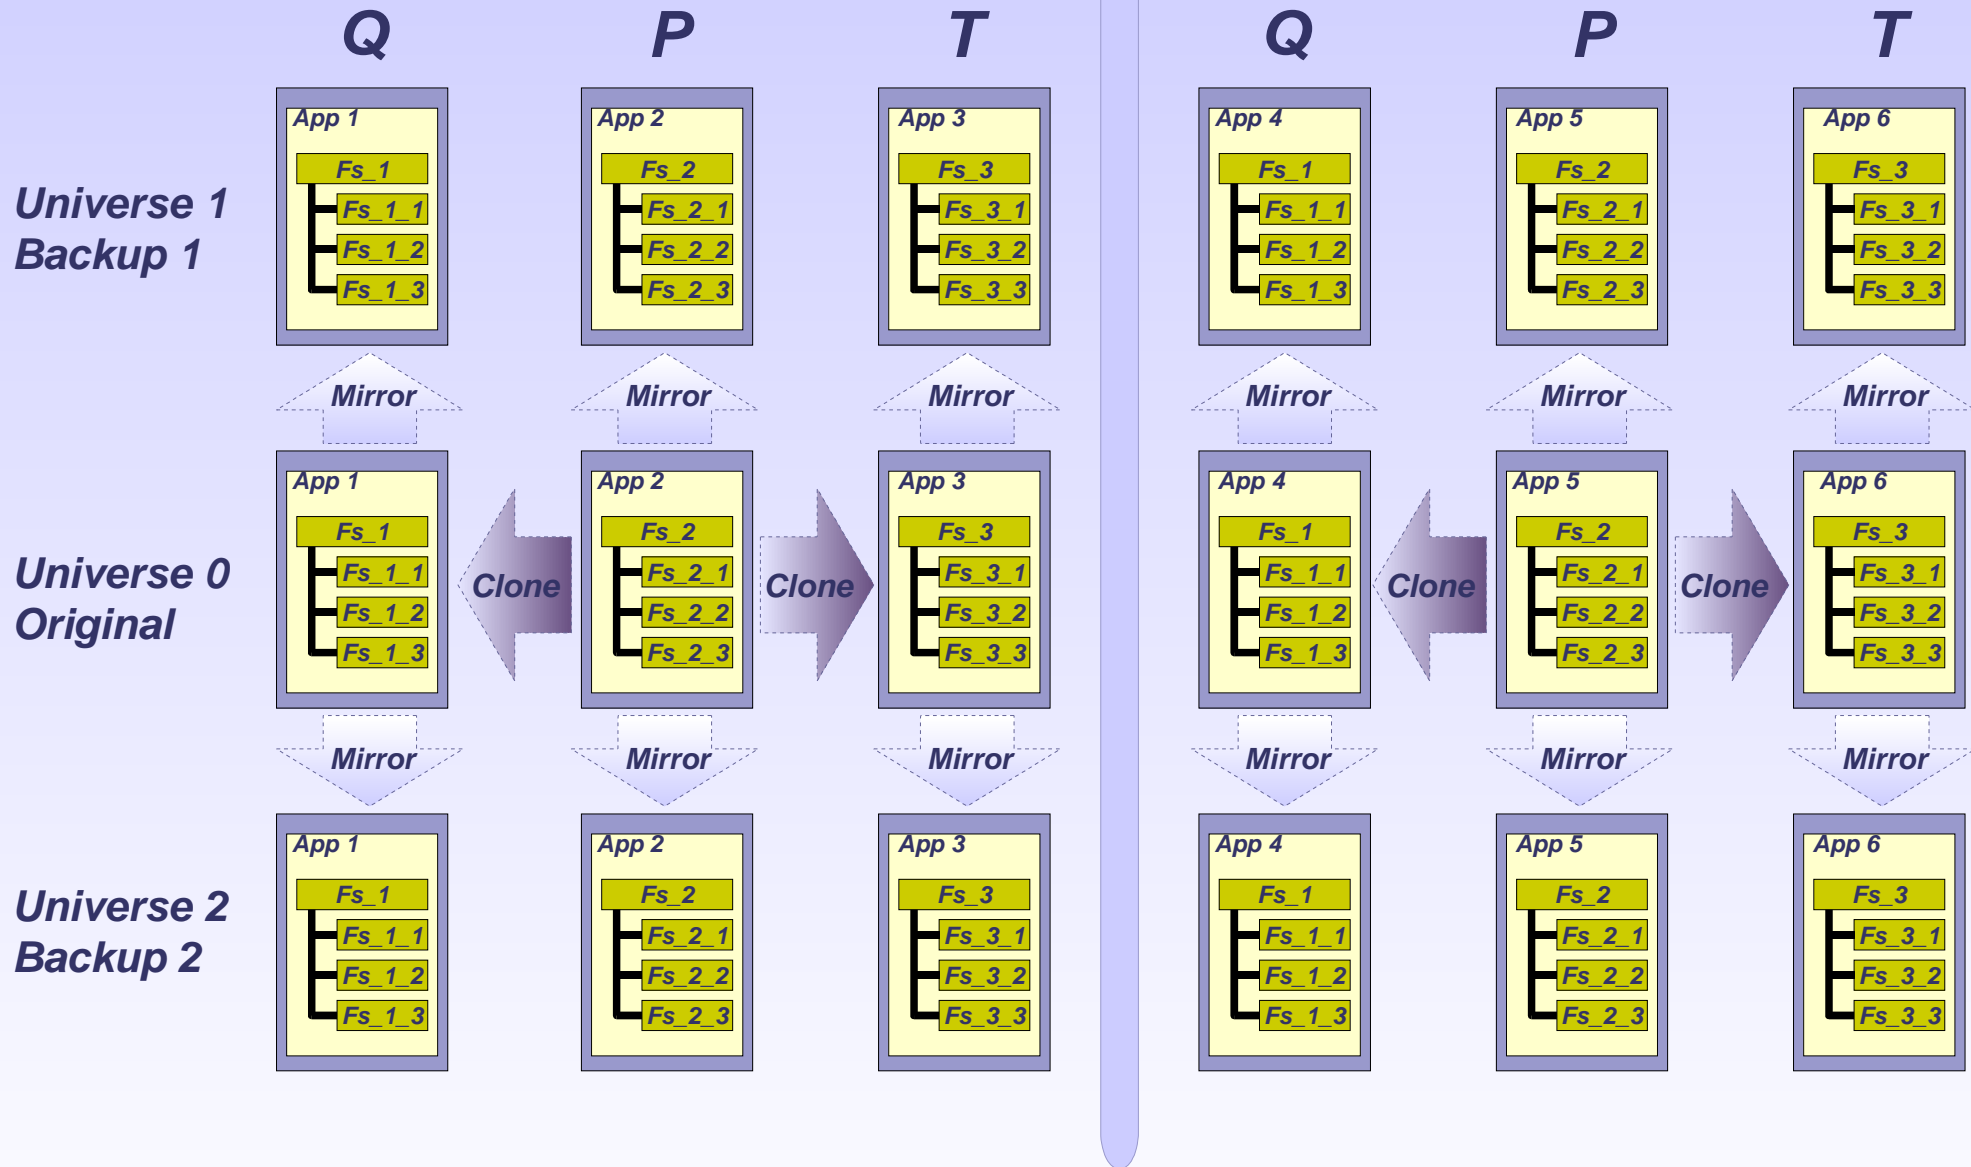 Q P T Q P T
Universe 1
Backup 1
App 1
Fs_1
Fs_1_1
Fs_1_2
Fs_1_3
App 2
Fs_2
Fs_2_1
Fs_2_2
Fs_2_3
App 3
Fs_3
Fs_3_1
Fs_3_2
Fs_3_3
App 4
Fs_1
Fs_1_1
Fs_1_2
Fs_1_3
App 5
Fs_2
Fs_2_1
Fs_2_2
Fs_2_3
App 6
Fs_3
Fs_3_1
Fs_3_2
Fs_3_3
Mirror Mirror Mirror Mirror Mirror Mirror
Universe 0
Original
App 1
Fs_1
Fs_1_1
Fs_1_2
Fs_1_3
Clone
App 2
Fs_2
Fs_2_1
Fs_2_2
Fs_2_3
Clone
App 3
Fs_3
Fs_3_1
Fs_3_2
Fs_3_3
App 4
Fs_1
Fs_1_1
Fs_1_2
Fs_1_3
Clone
App 5
Fs_2
Fs_2_1
Fs_2_2
Fs_2_3
Clone
App 6
Fs_3
Fs_3_1
Fs_3_2
Fs_3_3
Mirror Mirror Mirror Mirror Mirror Mirror
Universe 2
Backup 2
App 1
Fs_1
Fs_1_1
Fs_1_2
Fs_1_3
App 2
Fs_2
Fs_2_1
Fs_2_2
Fs_2_3
App 3
Fs_3
Fs_3_1
Fs_3_2
Fs_3_3
App 4
Fs_1
Fs_1_1
Fs_1_2
Fs_1_3
App 5
Fs_2
Fs_2_1
Fs_2_2
Fs_2_3
App 6
Fs_3
Fs_3_1
Fs_3_2
Fs_3_3